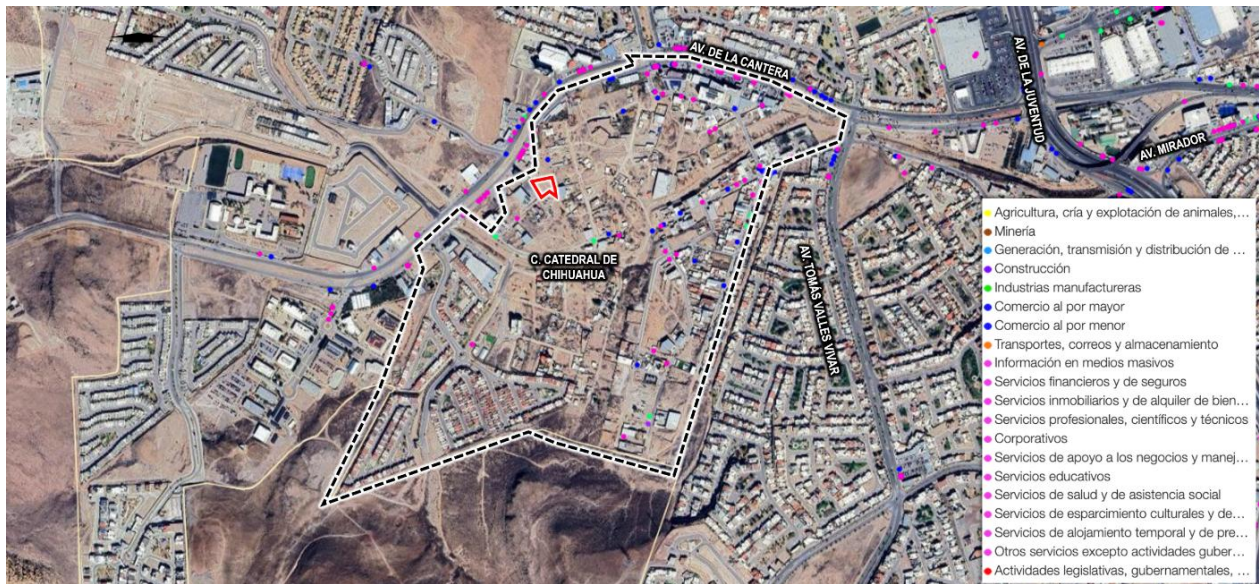 AV. DE LA CANTERA
AV. DE LA JUVENTUD
AV. MIRADOR
C. CATEDRAL DE
CHIHUAHUA
AV. TOMÁS VALLES VIVAR
Agricultura, cría y explotación de animales,...
Minería
Generación, transmisión y distribución de ...
Construcción
Industrias manufactureras
Comercio al por mayor
Comercio al por menor
Transportes, correos y almacenamiento
Información en medios masivos
Servicios financieros y de seguros
Servicios inmobiliarios y de alquiler de bien...
Servicios profesionales, científicos y técnicos
Corporativos
Servicios de apoyo a los negocios y manej...
Servicios educativos
Servicios de salud y de asistencia social
Servicios de esparcimiento culturales y de...
Servicios de alojamiento temporal y de pre...
Otros servicios excepto actividades guber...
Actividades legislativas, gubernamentales, ...